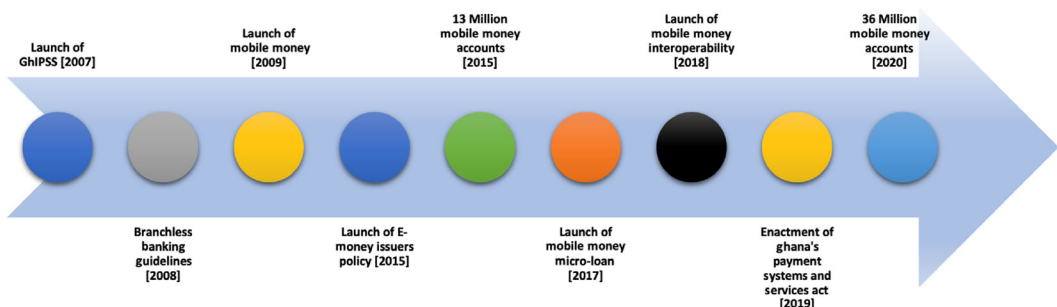 Launch of
GhIPSS [2007]
Branchless
banking
guidelines
[2008]
Launch of
mobile money
[2009]
Launch of E-
money issuers
policy [2015]
13 Million
mobile money
accounts
[2015]
Launch of
mobile money
micro-loan
[2017]
Launch of
mobile money
interoperability
[2018]
Enactment of
ghana's
payment
systems and
services act
[2019]
36 Million
mobile money
accounts
[2020]